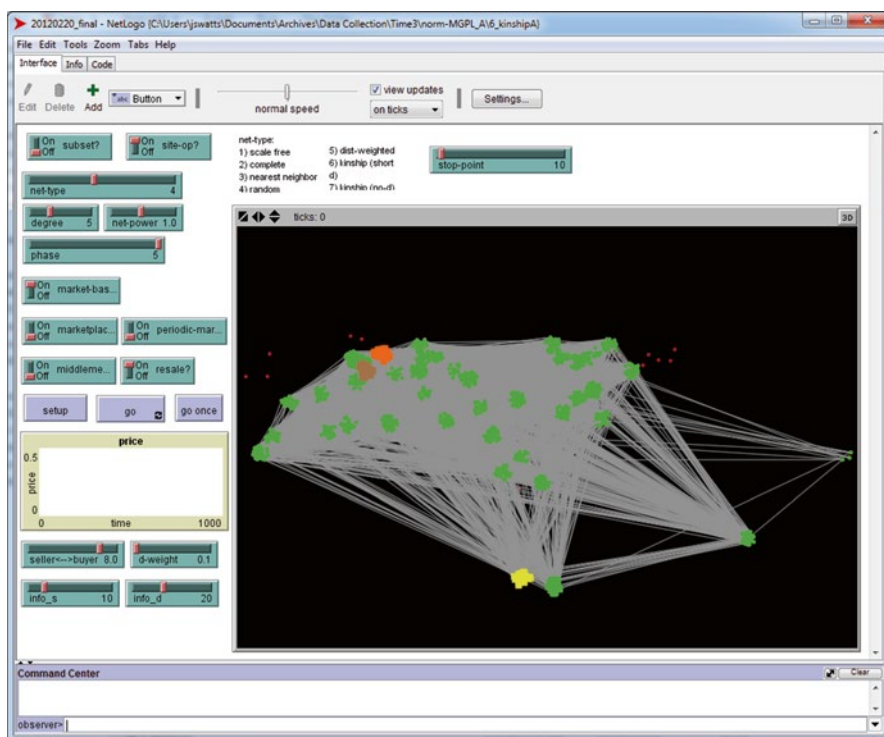 20120220_final - NetLogo {C:\Users\jswatts\Documents\Archives\Data Collection\Time3\norm-MGPL_A\6_kinshipA}
File Edit Tools Zoom Tabs Help
Interface Info Code
Edit Delete Add
abc Button
normal speed
view updates
on ticks
Settings...
On Off subset?
On Off site-op?
net-type 4
degree 5
net-power 1.0
phase 5
On Off market-bas...
On Off marketplac...
On Off periodic-mar...
On Off middleme...
On Off resale?
setup
go
go once
price
0.5
price
0
0 time 1000
seller<-->buyer 8.0
d-weight 0.1
info_s 10
info_d 20
net-type:
1) scale free
2) complete
3) nearest neighbor
4) random
5) dist-weighted
6) kinship (short
d)
7) kinship (no-d)
stop-point 10
ticks: 0
3D
Command Center
Clear
observer>